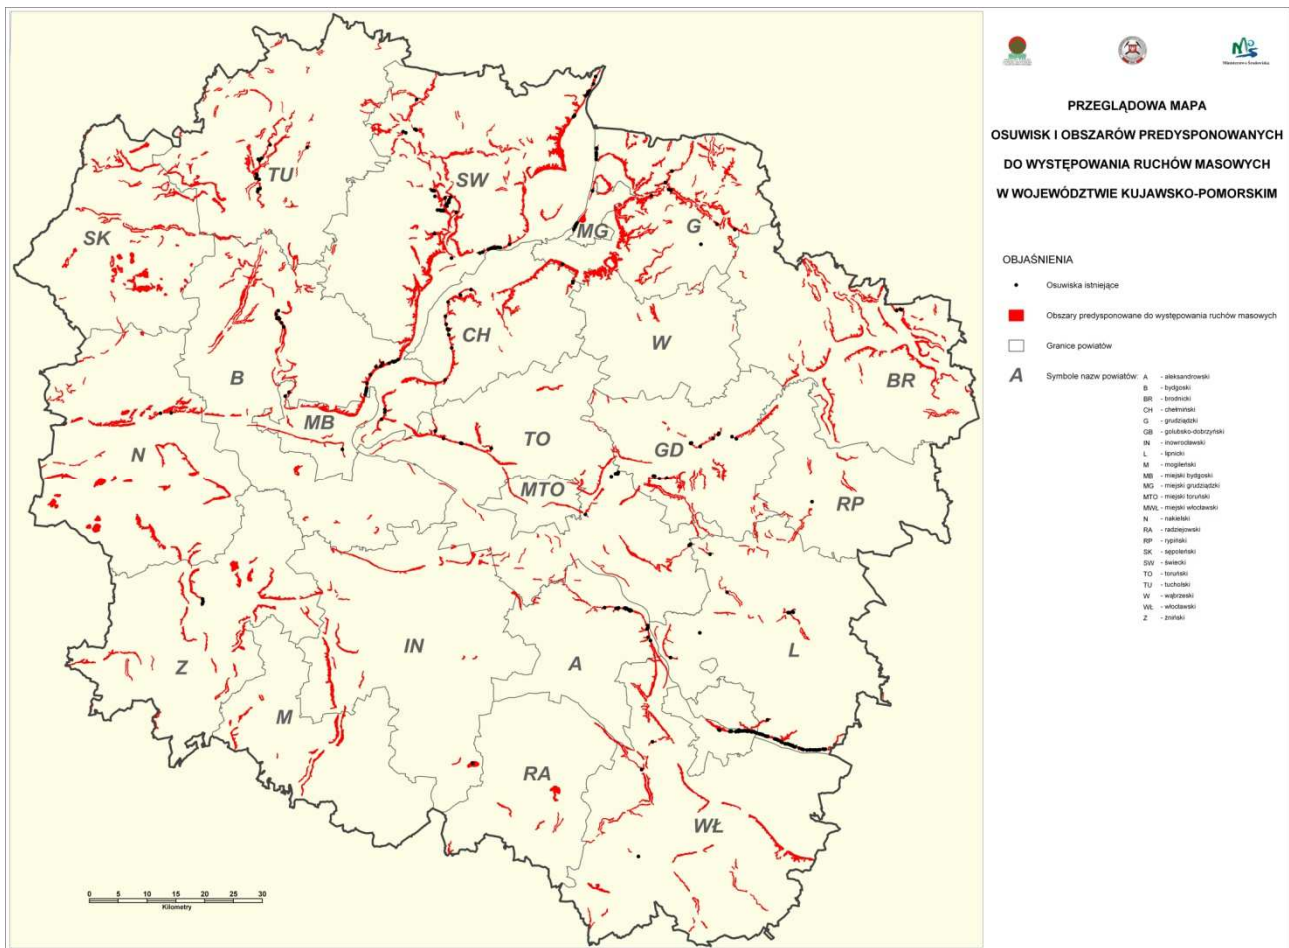 Ministerstwo Środowiska
PRZEGLĄDOWA MAPA
OSUWISK I OBSZARÓW PREDYSPONOWANYCH
DO WYSTĘPOWANIA RUCHÓW MASOWYCH
W WOJEWÓDZTWIE KUJAWSKO-POMORSKIM
OBJAŚNIENIA
Osuwiska istniejące
Obszary predysponowane do występowania ruchów masowych
Granice powiatów
A Symbole nazw powiatów:
A - aleksandrowski
B - bydgoski
BR - brodnicki
CH - chełmiński
G - grudziądzki
GB - golubsko-dobrzyński
IN - inowrocławski
L - lipnicki
M - mogileński
MB - miejski bydgoski
MG - miejski grudziądzki
MTO - miejski toruński
MWŁ - miejski włocławski
N - nakielski
RA - radziejowski
RP - rypiński
SK - sępoleński
SW - świecki
TO - toruński
TU - tucholski
W - wąbrzeski
WŁ - włocławski
Z - żniński
TU
SW
SK
MG
G
CH
W
B
BR
MB
TO
GD
N
MTO
RP
IN
A
L
Z
M
RA
WŁ
0 5 10 15 20 25 30
Kilometry